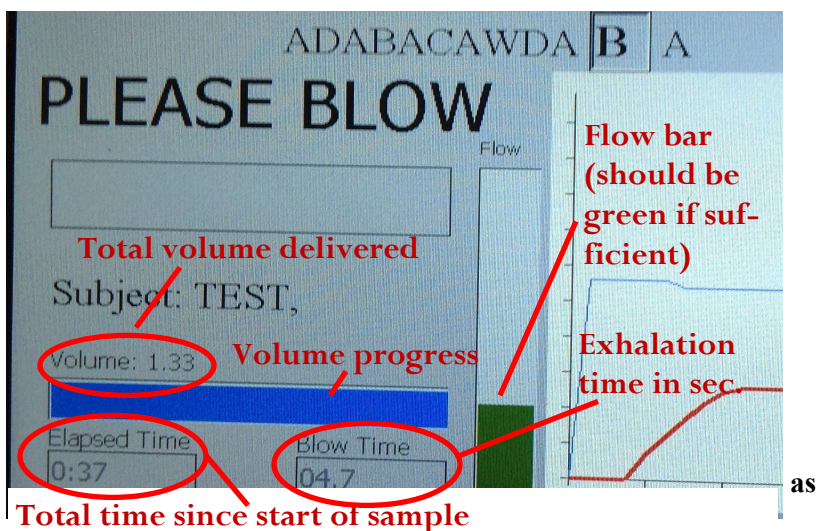 ADABACAWDA B A
PLEASE BLOW
Flow
Flow bar
(should be
green if suf-
ficient)
Total volume delivered
Subject: TEST,
Volume: 1.33
Volume progress
Exhalation
time in sec.
Elapsed Time
Blow Time
0:37
04.7
as
Total time since start of sample